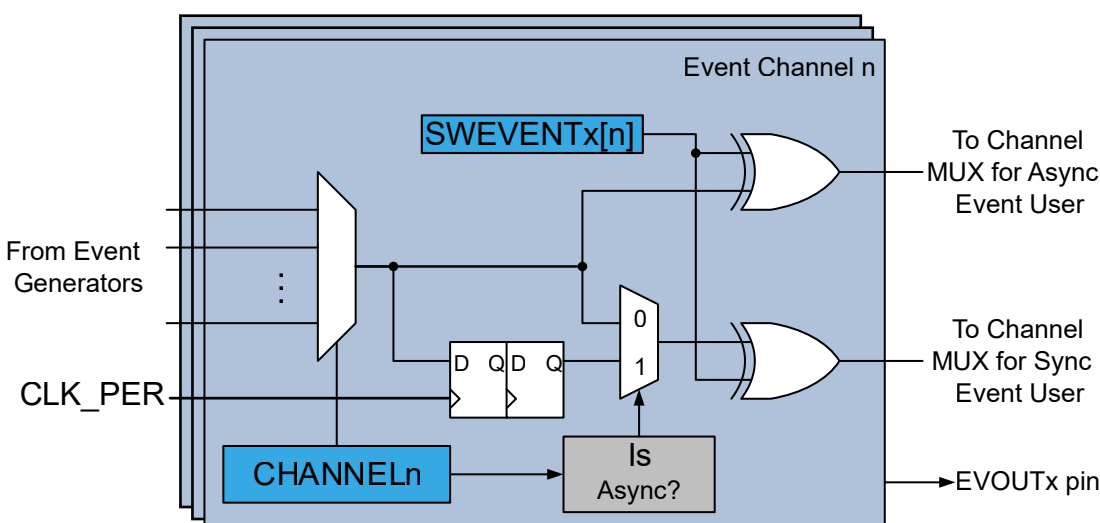 Event Channel n
SWEVENTx[n]
To Channel
MUX for Async
Event User
From Event
Generators
⋮
0
1
To Channel
MUX for Sync
Event User
D Q D Q
CLK_PER
CHANNELn
Is
Async?
EVOUTx pin